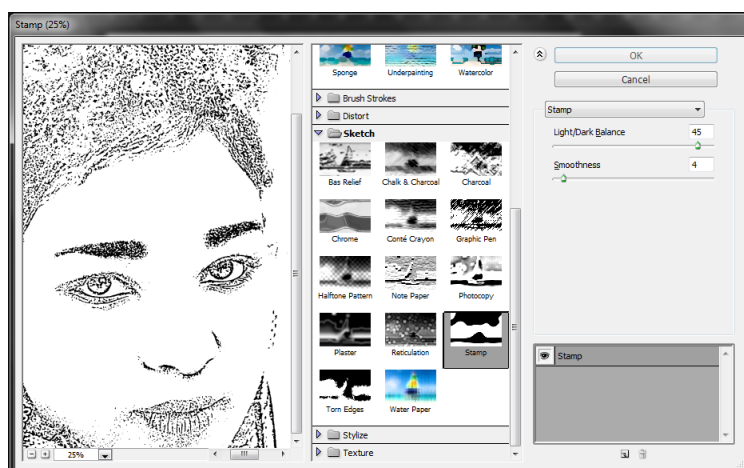 Stamp (25%)
Sponge
Underpainting
Watercolor
Brush Strokes
Distort
Sketch
Bas Relief
Chalk & Charcoal
Charcoal
Chrome
Conté Crayon
Graphic Pen
Halftone Pattern
Note Paper
Photocopy
Plaster
Reticulation
Stamp
Torn Edges
Water Paper
Stylize
Texture
25%
OK
Cancel
Stamp
Light/Dark Balance 45
Smoothness 4
Stamp